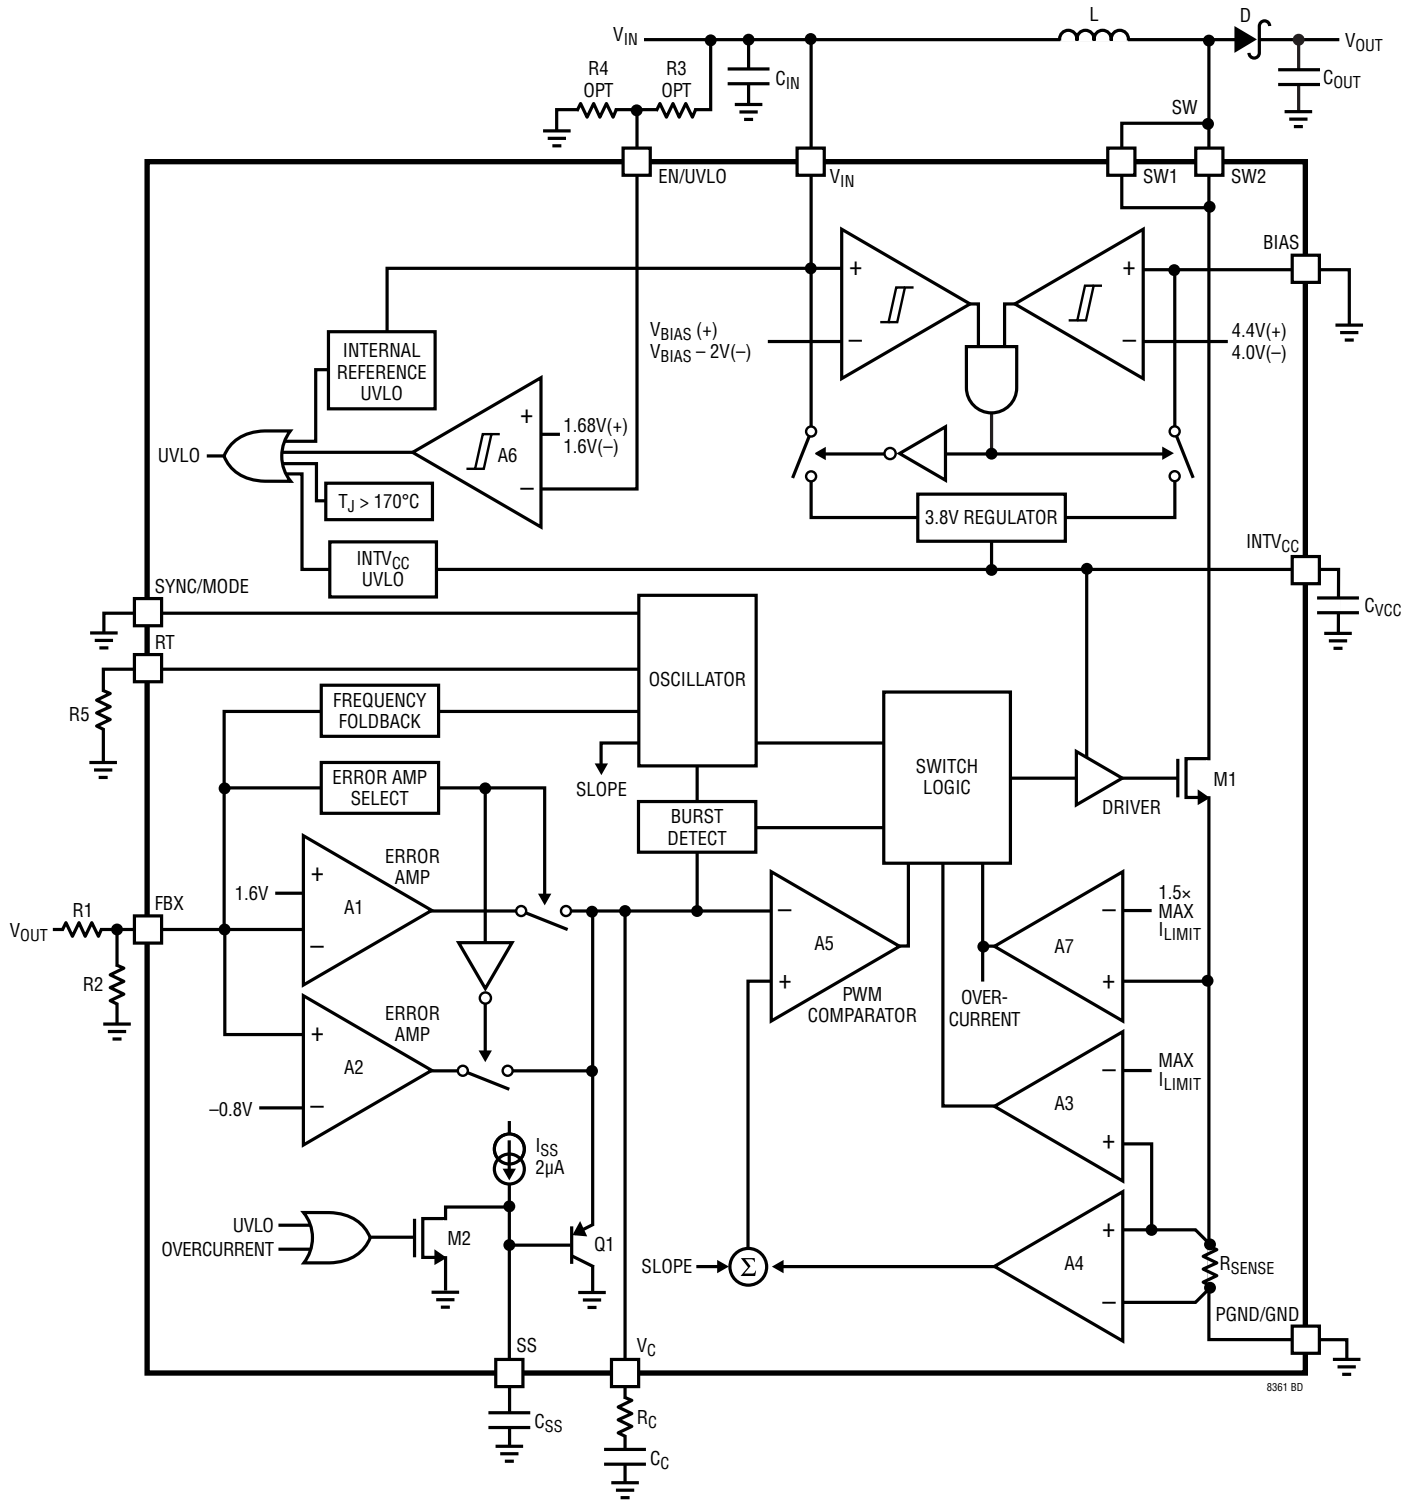 L
D
VIN
VOUT
R4
OPT
R3
OPT
CIN
COUT
SW
EN/UVLO
VIN
SW1
SW2
BIAS
+
+
VBIAS (+)
VBIAS – 2V(–)
–
–
4.4V(+)
4.0V(–)
INTERNAL
REFERENCE
UVLO
+
1.68V(+)
1.6V(–)
UVLO
A6
–
TJ > 170°C
3.8V REGULATOR
INTVCC
UVLO
INTVCC
SYNC/MODE
CVCC
RT
OSCILLATOR
R5
FREQUENCY
FOLDBACK
SWITCH
LOGIC
ERROR AMP
SELECT
SLOPE
M1
DRIVER
BURST
DETECT
ERROR
AMP
+
1.6V
A1
–
FBX
R1
VOUT
R2
–
A5
+
PWM
COMPARATOR
1.5×
MAX
ILIMIT
–
A7
+
OVER-
CURRENT
ERROR
AMP
+
A2
–0.8V
–
MAX
ILIMIT
–
A3
+
ISS
2µA
UVLO
OVERCURRENT
M2
Q1
SLOPE
Σ
+
A4
–
RSENSE
PGND/GND
SS
VC
8361 BD
CSS
RC
CC